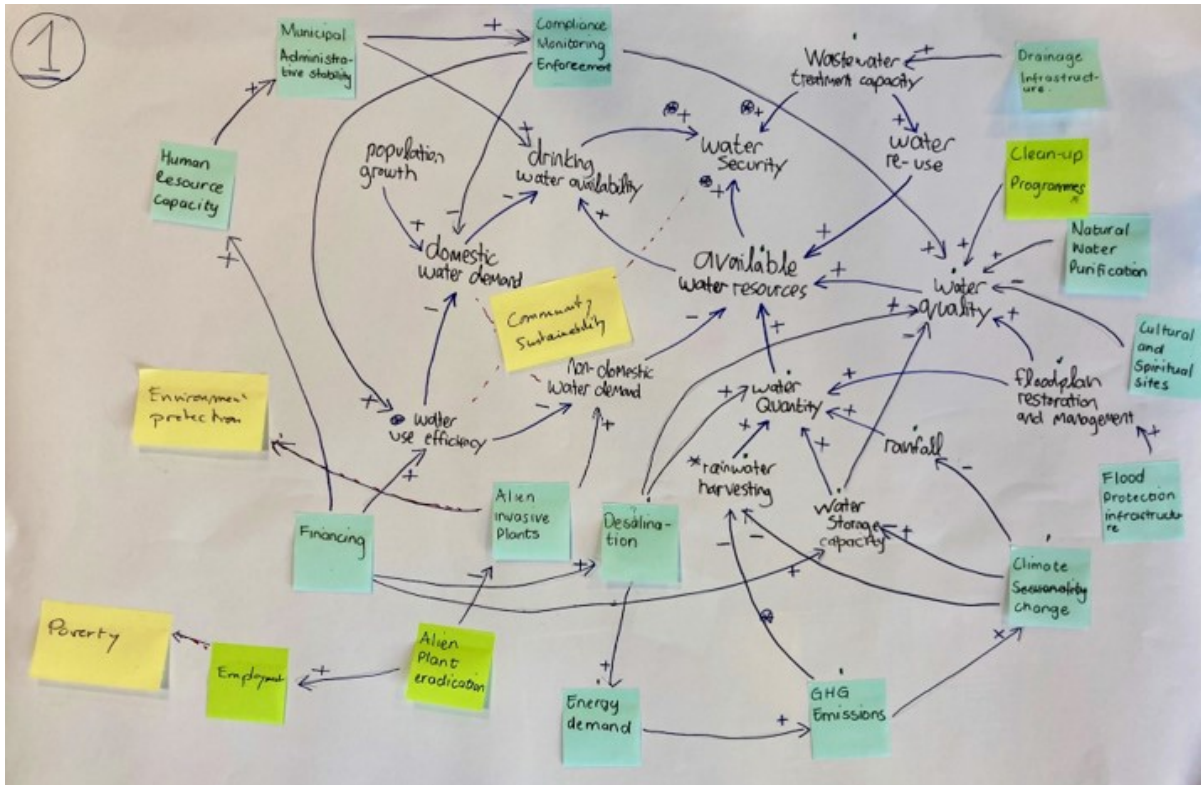 1
Municipal
Administra-
tive stability
Compliance
Monitoring
Enforcement
Wastewater
treatment capacity
Drainage
Infrastruct-
ure.
Human
Resource
Capacity
population
growth
drinking
water availability
water
Security
water
re-use
Clean-up
Programmes
Natural
Water
Purification
domestic
water demand
available
water resources
water
quality
Cultural
and
Spiritual
sites
Community
Sustainability
Non-domestic
water demand
water
Quantity
floodplain
restoration
and management
Environment
protection
water
use efficiency
rainfall
*rainwater
harvesting
Flood
Protection
infrastructu-
re
Alien
invasive
Plants
Desalina-
tion
Water
Storage
capacity
Financing
Climate
Seasonality
change
Poverty
Employment
Alien
Plant
eradication
Energy
demand
GHG
Emissions